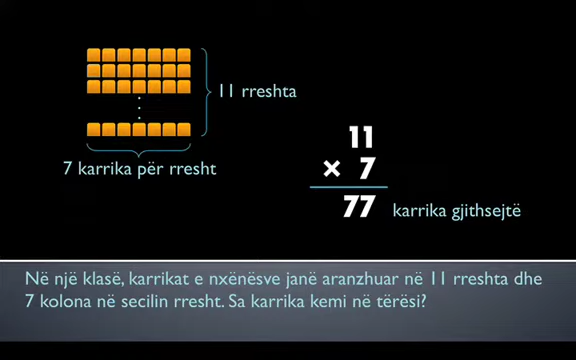 11 rreshta
7 karrika për rresht
11
× 7
77 karrika gjithsejtë
Në një klasë, karrikat e nxënësve janë aranzhuar në 11 rreshta dhe
7 kolona në secilin rresht. Sa karrika kemi në tërësi?